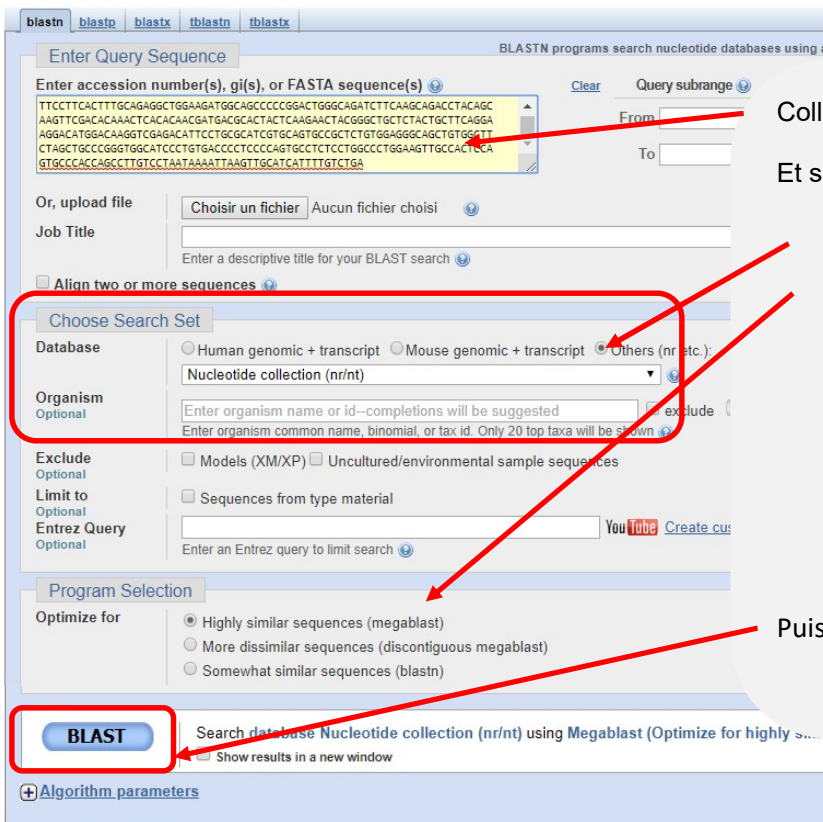 blastn blastp blastx tblastn tblastx
Enter Query Sequence
BLASTN programs search nucleotide databases using
Enter accession number(s), gi(s), or FASTA sequence(s)
Clear
Query subrange
TTCCTTCACTTTGCAGAGGCTGGAAGATGGCAGCCCCCGGACTGGGCAGATCTTCAAGCAGACCTACAGC
AAGTTCGACACAAACTCACACAACGATGACGCACTACTCAAGAACTACGGGCTGCTCTACTGCTTCAGGA
AGGACATGGACAAGGTCGAGACATTCCTGCGCATCGTGCAGTGCCGCTCTGTGGAGGGCAGCTGTGGCTT
CTAGCTGCCCGGGTGGCATCCCTGTGACCCCTCCCCAGTGCCTCTCCTGGCCCTGGAAGTTGCCACTCCA
GTGCCCACCAGCCTTGTCCTAATAAAATTAAGTTGCATCATTTTGTCTGA
From
To
Coll
Et s
Or, upload file
Choisir un fichier Aucun fichier choisi
Job Title
Enter a descriptive title for your BLAST search
Align two or more sequences
Choose Search Set
Database
Human genomic + transcript Mouse genomic + transcript Others (nr etc.):
Nucleotide collection (nr/nt)
Organism
Optional
Enter organism name or id--completions will be suggested
exclude
Enter organism common name, binomial, or tax id. Only 20 top taxa will be shown
Exclude
Optional
Models (XM/XP) Uncultured/environmental sample sequences
Limit to
Optional
Sequences from type material
Entrez Query
Optional
YouTube Create cus
Enter an Entrez query to limit search
Program Selection
Optimize for
Highly similar sequences (megablast)
More dissimilar sequences (discontiguous megablast)
Somewhat similar sequences (blastn)
Puis
BLAST
Search database Nucleotide collection (nr/nt) using Megablast (Optimize for highly
Show results in a new window
Algorithm parameters